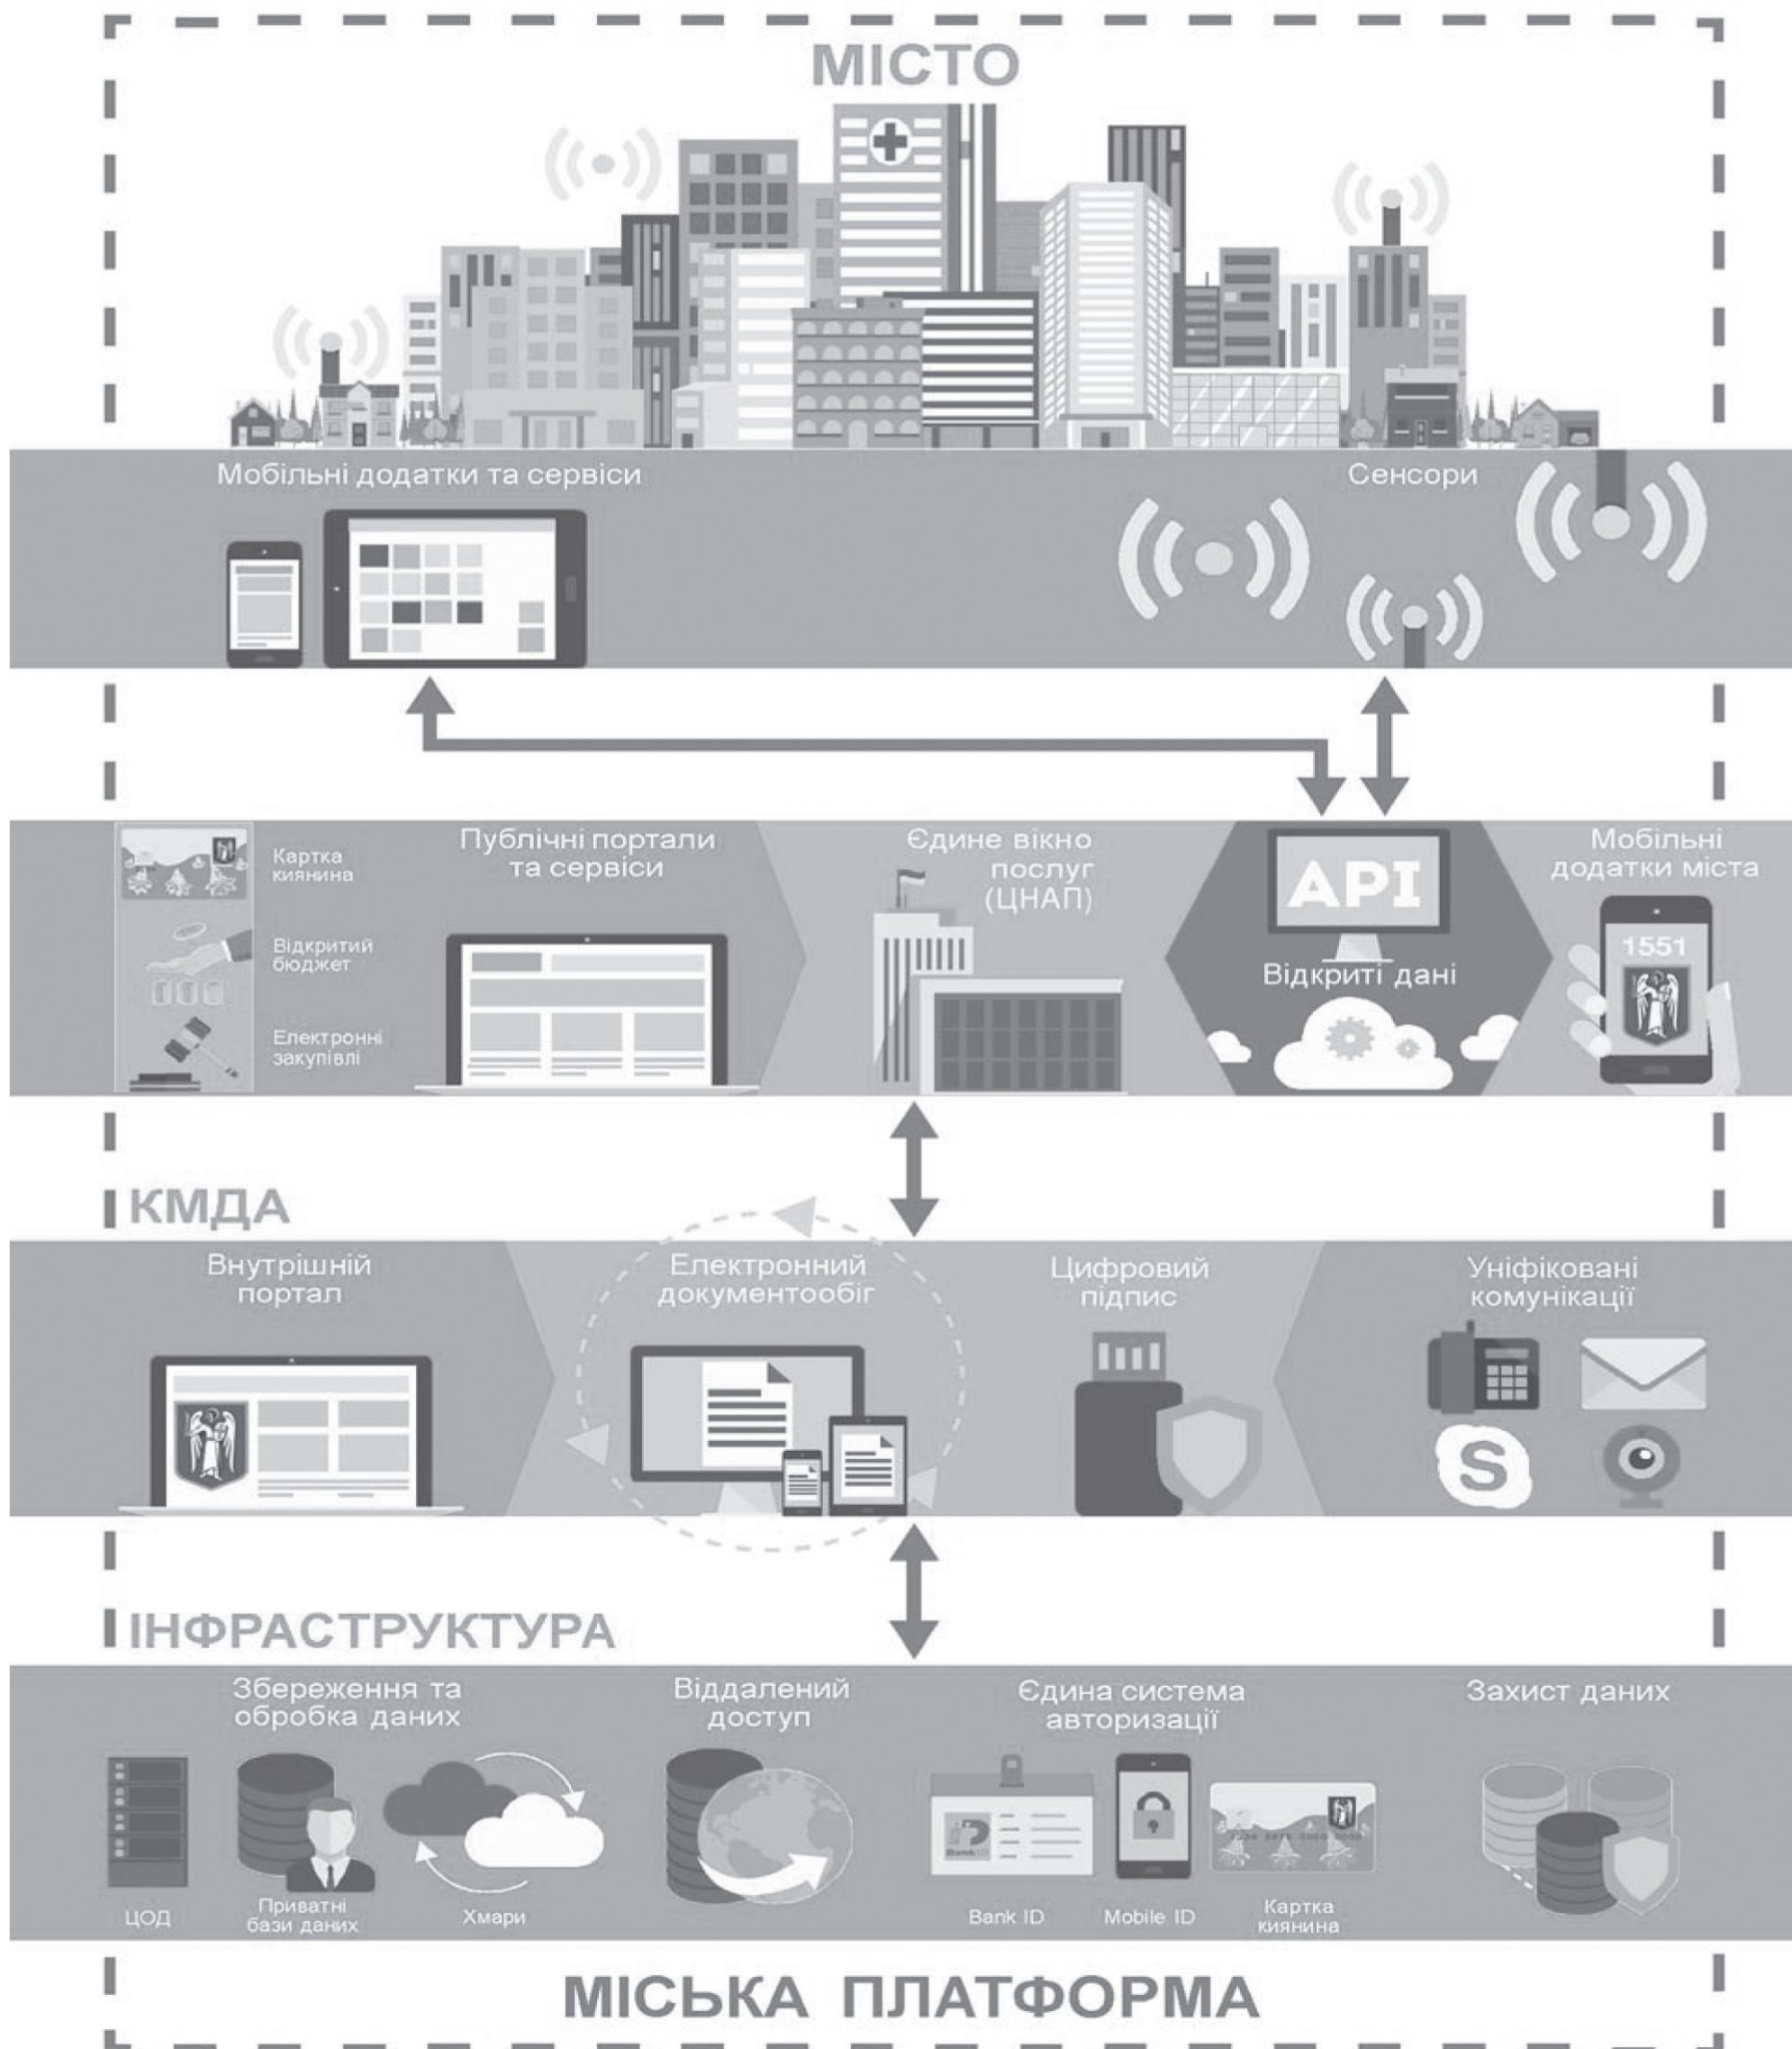 МІСТО
Мобільні додатки та сервіси
Сенсори
Картка
киянина
Відкритий
бюджет
Електронні
закупівлі
Публічні портали
та сервіси
Єдине вікно
послуг
(ЦНАП)
API
Відкриті дані
Мобільні
додатки міста
1551
КМДА
Внутрішній
портал
Електронний
документообіг
Цифровий
підпис
Уніфіковані
комунікації
S
ІНФРАСТРУКТУРА
Збереження та
обробка даних
ЦОД
Приватні
бази даних
Хмари
Віддалений
доступ
Єдина система
авторизації
BankID
Bank ID
Mobile ID
Картка
киянина
Захист даних
МІСЬКА ПЛАТФОРМА